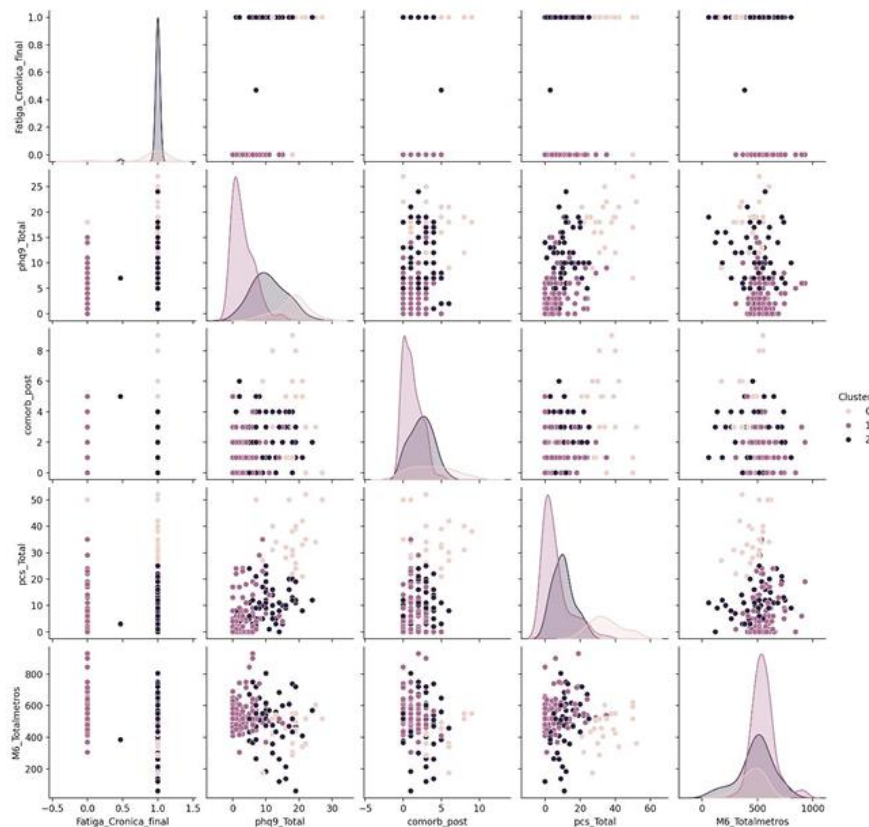 Fatiga_Cronica_final
1.0
0.8
0.6
0.4
0.2
0.0
phq9_Total
25
20
15
10
5
0
comorb_post
8
6
4
2
0
Cluster
0
1
2
pcs_Total
50
40
30
20
10
0
M6_Totalmetros
800
600
400
200
−0.5 0.0 0.5 1.0 1.5
Fatiga_Cronica_final
0 10 20 30
phq9_Total
−5 0 5 10
comorb_post
0 20 40 60
pcs_Total
0 500 1000
M6_Totalmetros